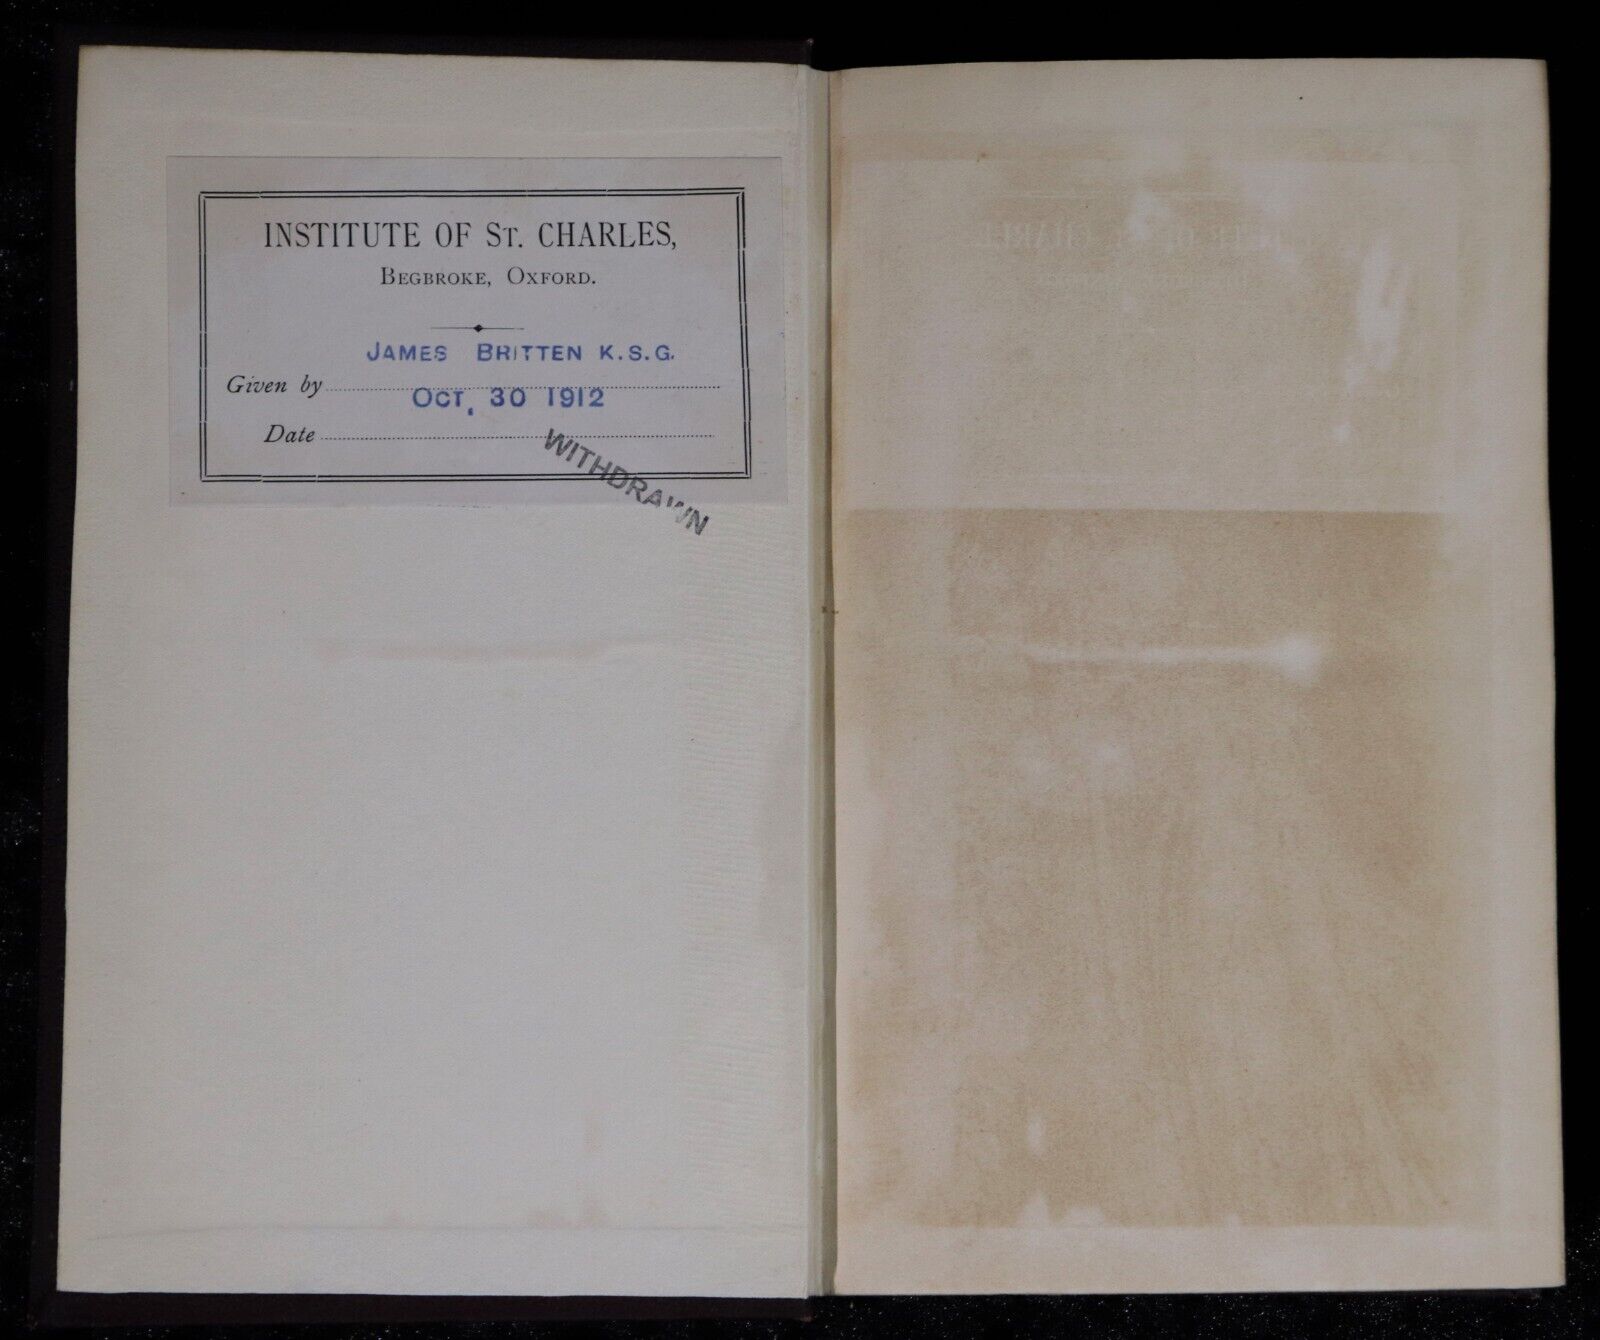 INSTITUTE OF ST. CHARLES,
BEGBROKE, OXFORD.
JAMES BRITTEN K.S.G.
Given by
OCT, 30 1912
Date
WITHDRAWN